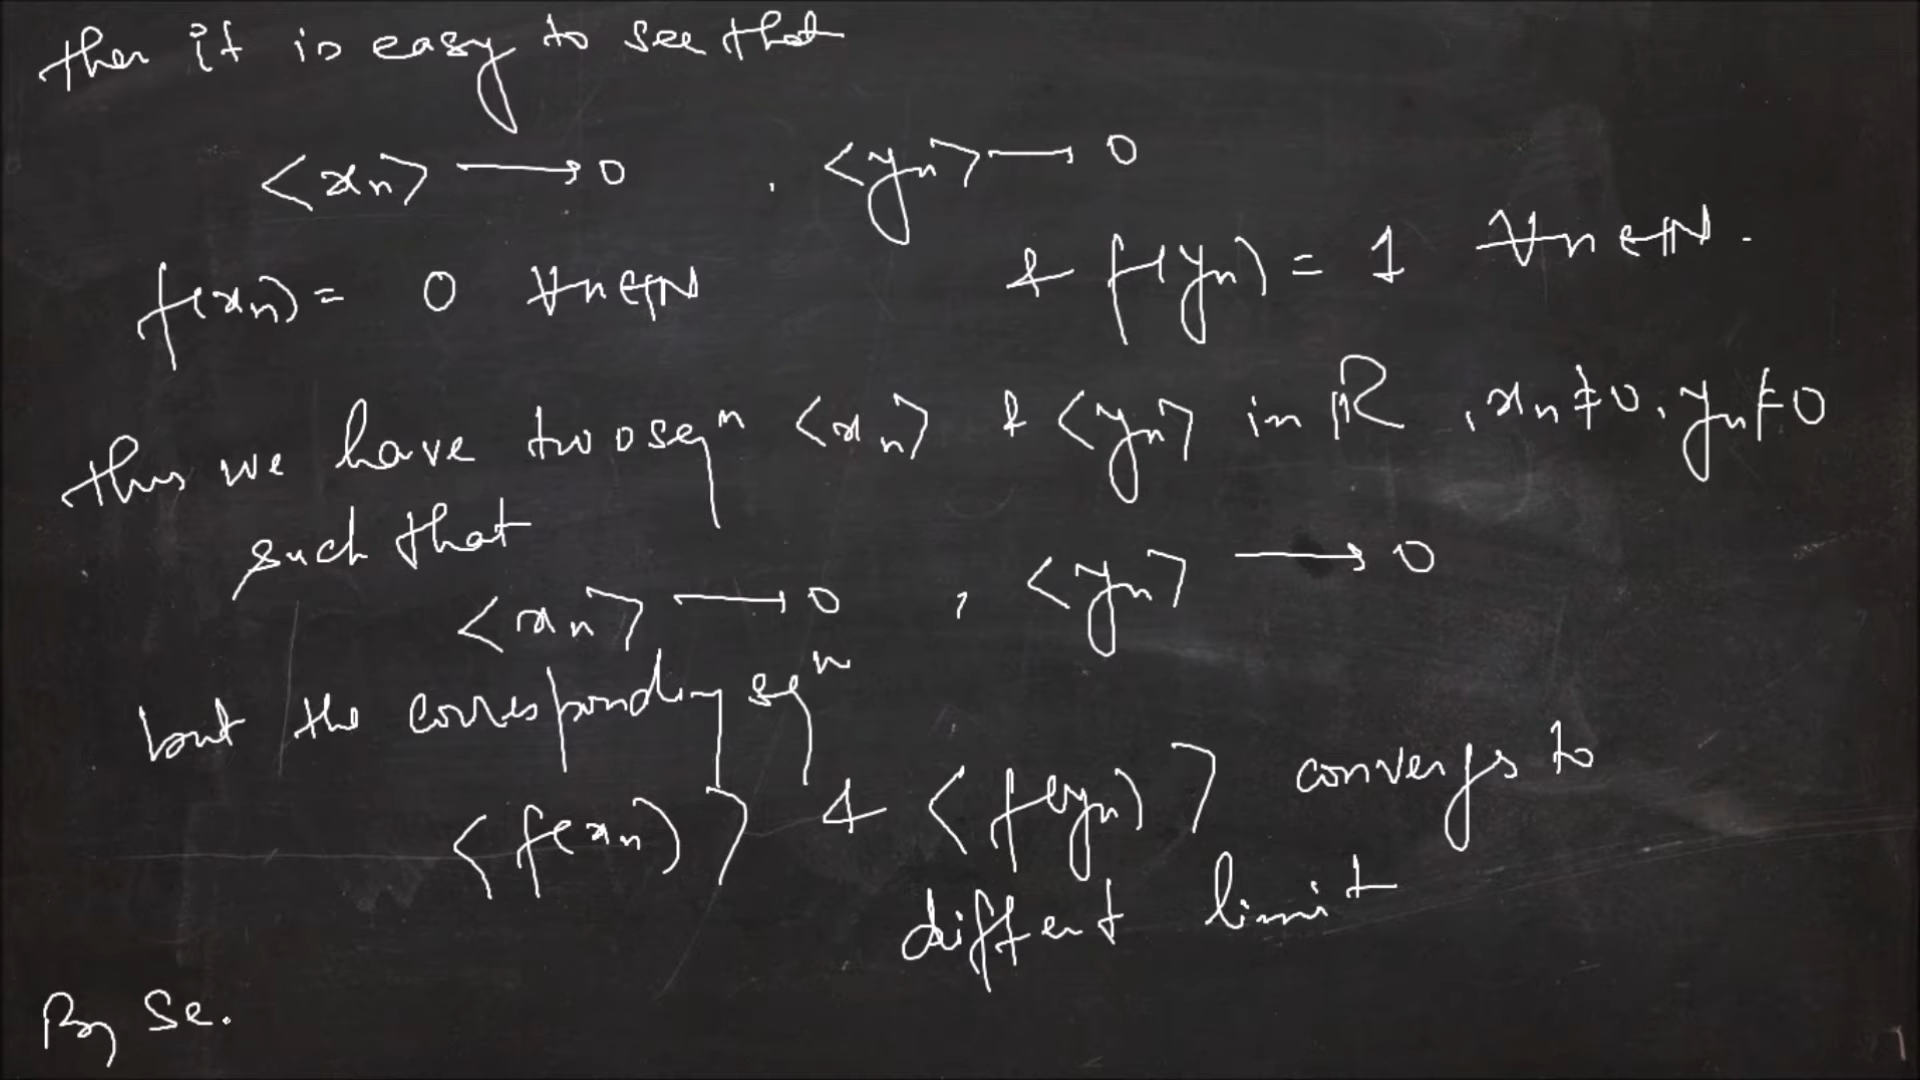 then it is easy to see that
<xn> → 0 , <yn> → 0
f(xn) = 0 ∀n∈ℕ & f(yn) = 1 ∀n∈ℕ.
thus we have two seqⁿ <xn> & <yn> in ℝ , xn≠0, yn≠0
such that
<xn> → 0 , <yn> → 0
but the corresponding seqⁿ
<f(xn)> & <f(yn)> converges to
diffent limit
By Se.